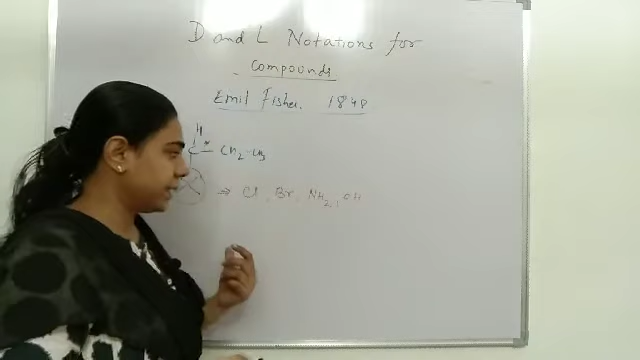 D and L Notations for
Compounds
Emil Fisher. 1848
H
C* – CH2–CH3
X ⇒ Cl, Br, NH2, OH